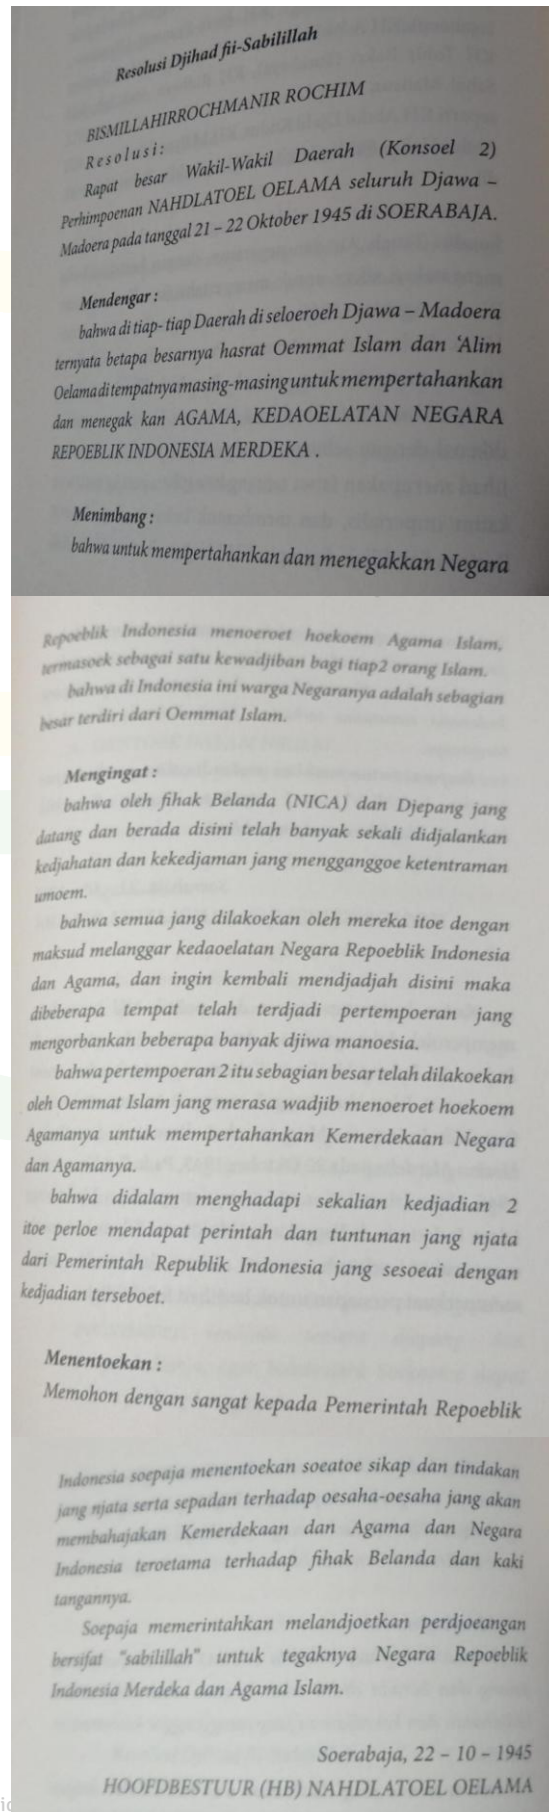 Resolusi Djihad fii-Sabilillah
BISMILLAHIRROCHMANIR ROCHIM
Resolusi:
Rapat besar Wakil-Wakil Daerah (Konsoel 2)
Perhimpoenan NAHDLATOEL OELAMA seluruh Djawa –
Madoera pada tanggal 21 – 22 Oktober 1945 di SOERABAJA.
Mendengar :
bahwa di tiap- tiap Daerah di seloeroeh Djawa – Madoera
ternyata betapa besarnya hasrat Oemmat Islam dan 'Alim
Oelama di tempatnya masing-masing untuk mempertahankan
dan menegak kan AGAMA, KEDAOELATAN NEGARA
REPOEBLIK INDONESIA MERDEKA .
Menimbang :
bahwa untuk mempertahankan dan menegakkan Negara
Repoeblik Indonesia menoeroet hoekoem Agama Islam,
termasoek sebagai satu kewadjiban bagi tiap2 orang Islam.
bahwa di Indonesia ini warga Negaranya adalah sebagian
besar terdiri dari Oemmat Islam.
Mengingat :
bahwa oleh fihak Belanda (NICA) dan Djepang jang
datang dan berada disini telah banyak sekali didjalankan
kedjahatan dan kekedjaman jang mengganggoe ketentraman
umoem.
bahwa semua jang dilakoekan oleh mereka itoe dengan
maksud melanggar kedaoelatan Negara Repoeblik Indonesia
dan Agama, dan ingin kembali mendjadjah disini maka
dibeberapa tempat telah terdjadi pertempoeran jang
mengorbankan beberapa banyak djiwa manoesia.
bahwa pertempoeran 2 itu sebagian besar telah dilakoekan
oleh Oemmat Islam jang merasa wadjib menoeroet hoekoem
Agamanya untuk mempertahankan Kemerdekaan Negara
dan Agamanya.
bahwa didalam menghadapi sekalian kedjadian 2
itoe perloe mendapat perintah dan tuntunan jang njata
dari Pemerintah Republik Indonesia jang sesoeai dengan
kedjadian terseboet.
Menentoekan :
Memohon dengan sangat kepada Pemerintah Repoeblik
Indonesia soepaja menentoekan soeatoe sikap dan tindakan
jang njata serta sepadan terhadap oesaha-oesaha jang akan
membahajakan Kemerdekaan dan Agama dan Negara
Indonesia teroetama terhadap fihak Belanda dan kaki
tangannya.
Soepaja memerintahkan melandjoetkan perdjoeangan
bersifat "sabilillah" untuk tegaknya Negara Repoeblik
Indonesia Merdeka dan Agama Islam.
Soerabaja, 22 – 10 – 1945
HOOFDBESTUUR (HB) NAHDLATOEL OELAMA